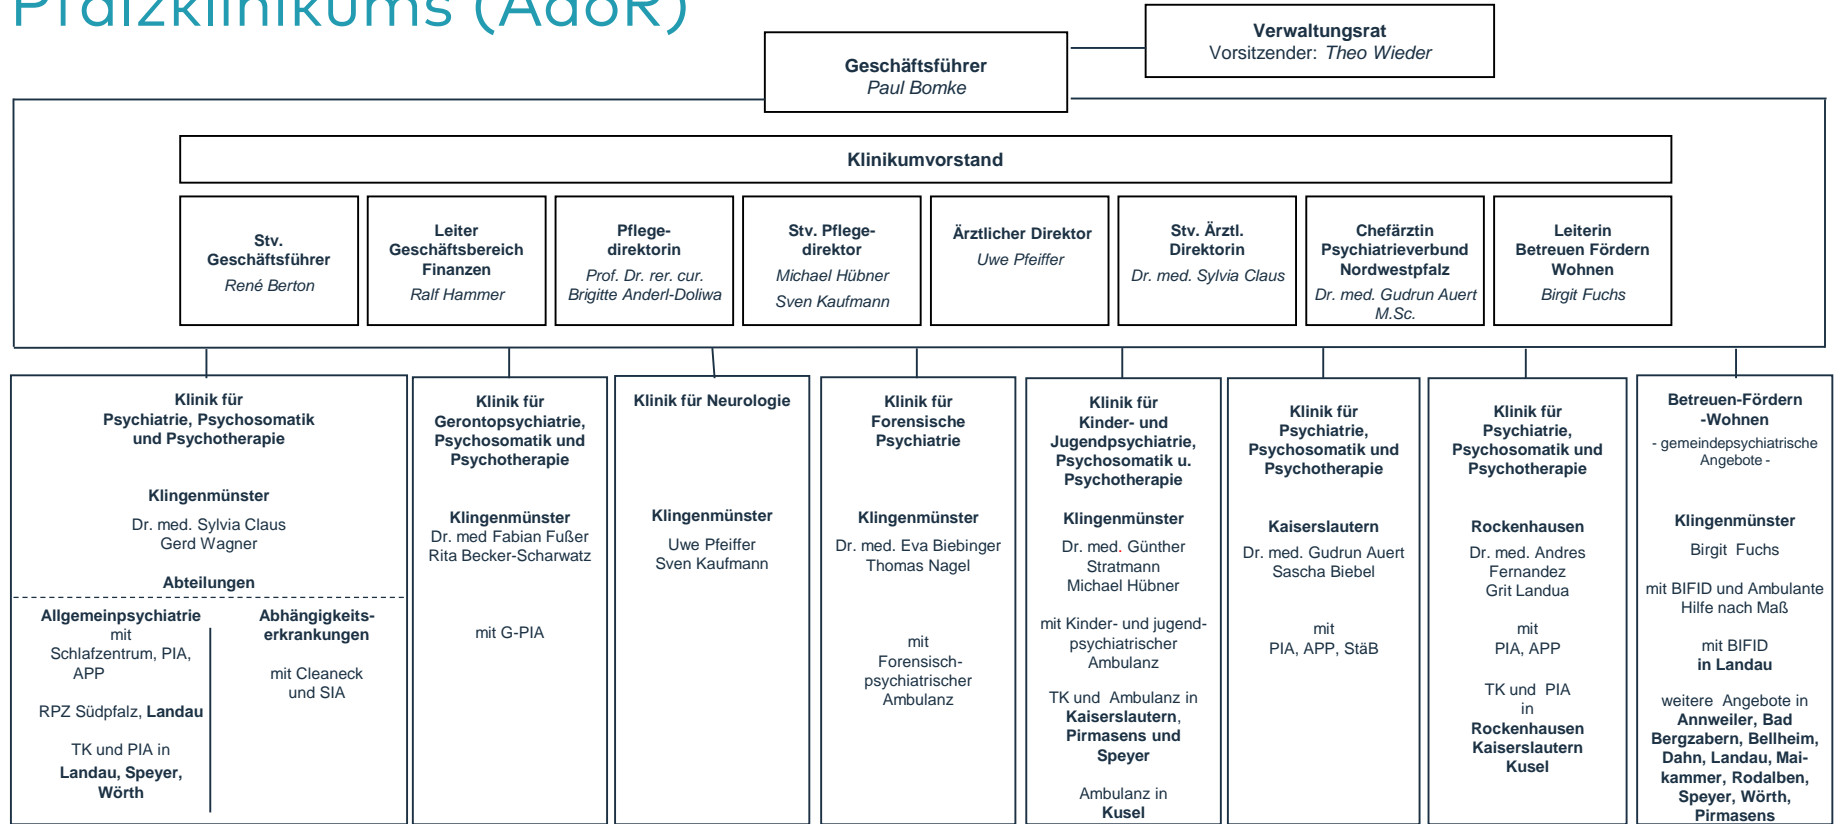 Pfalzklinikums (AdöR)
Verwaltungsrat
Vorsitzender: Theo Wieder
Geschäftsführer
Paul Bomke
Klinikumvorstand
Stv.
Geschäftsführer
René Berton
Leiter
Geschäftsbereich
Finanzen
Ralf Hammer
Pflege-
direktorin
Prof. Dr. rer. cur.
Brigitte Anderl-Doliwa
Stv. Pflege-
direktor
Michael Hübner
Sven Kaufmann
Ärztlicher Direktor
Uwe Pfeiffer
Stv. Ärztl.
Direktorin
Dr. med. Sylvia Claus
Chefärztin
Psychiatrieverbund
Nordwestpfalz
Dr. med. Gudrun Auert
M.Sc.
Leiterin
Betreuen Fördern
Wohnen
Birgit Fuchs
Klinik für
Psychiatrie, Psychosomatik
und Psychotherapie
Klingenmünster
Dr. med. Sylvia Claus
Gerd Wagner
Abteilungen
Allgemeinpsychiatrie
mit
Schlafzentrum, PIA,
APP
RPZ Südpfalz, Landau
TK und PIA in
Landau, Speyer,
Wörth
Abhängigkeits-
erkrankungen
mit Cleaneck
und SIA
Klinik für
Gerontopsychiatrie,
Psychosomatik und
Psychotherapie
Klingenmünster
Dr. med Fabian Fußer
Rita Becker-Scharwatz
mit G-PIA
Klinik für Neurologie
Klingenmünster
Uwe Pfeiffer
Sven Kaufmann
Klinik für
Forensische
Psychiatrie
Klingenmünster
Dr. med. Eva Biebinger
Thomas Nagel
mit
Forensisch-
psychiatrischer
Ambulanz
Klinik für
Kinder- und
Jugendpsychiatrie,
Psychosomatik u.
Psychotherapie
Klingenmünster
Dr. med. Günther
Stratmann
Michael Hübner
mit Kinder- und jugend-
psychiatrischer
Ambulanz
TK und Ambulanz in
Kaiserslautern,
Pirmasens und
Speyer
Ambulanz in
Kusel
Klinik für
Psychiatrie,
Psychosomatik und
Psychotherapie
Kaiserslautern
Dr. med. Gudrun Auert
Sascha Biebel
mit
PIA, APP, StäB
Klinik für
Psychiatrie,
Psychosomatik und
Psychotherapie
Rockenhausen
Dr. med. Andres
Fernandez
Grit Landua
mit
PIA, APP
TK und PIA
in
Rockenhausen
Kaiserslautern
Kusel
Betreuen-Fördern
-Wohnen
- gemeindepsychiatrische
Angebote -
Klingenmünster
Birgit Fuchs
mit BIFID und Ambulante
Hilfe nach Maß
mit BIFID
in Landau
weitere Angebote in
Annweiler, Bad
Bergzabern, Bellheim,
Dahn, Landau, Mai-
kammer, Rodalben,
Speyer, Wörth,
Pirmasens